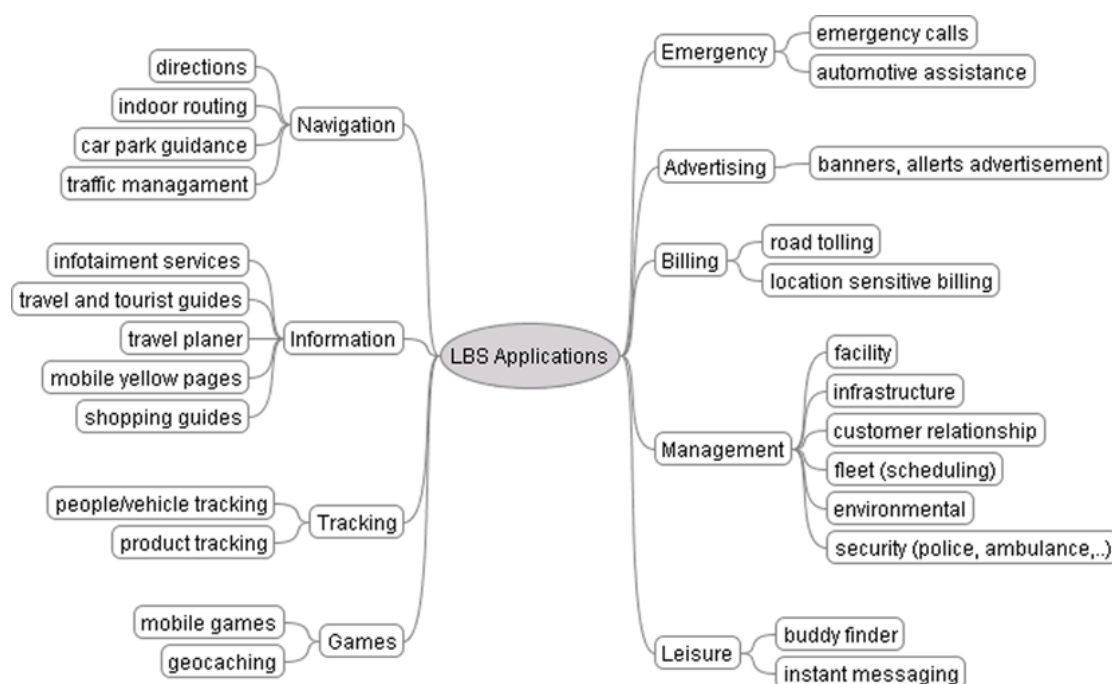 LBS Applications
Navigation
directions
indoor routing
car park guidance
traffic managament
Information
infotaiment services
travel and tourist guides
travel planer
mobile yellow pages
shopping guides
Tracking
people/vehicle tracking
product tracking
Games
mobile games
geocaching
Emergency
emergency calls
automotive assistance
Advertising
banners, allerts advertisement
Billing
road tolling
location sensitive billing
Management
facility
infrastructure
customer relationship
fleet (scheduling)
environmental
security (police, ambulance,..)
Leisure
buddy finder
instant messaging